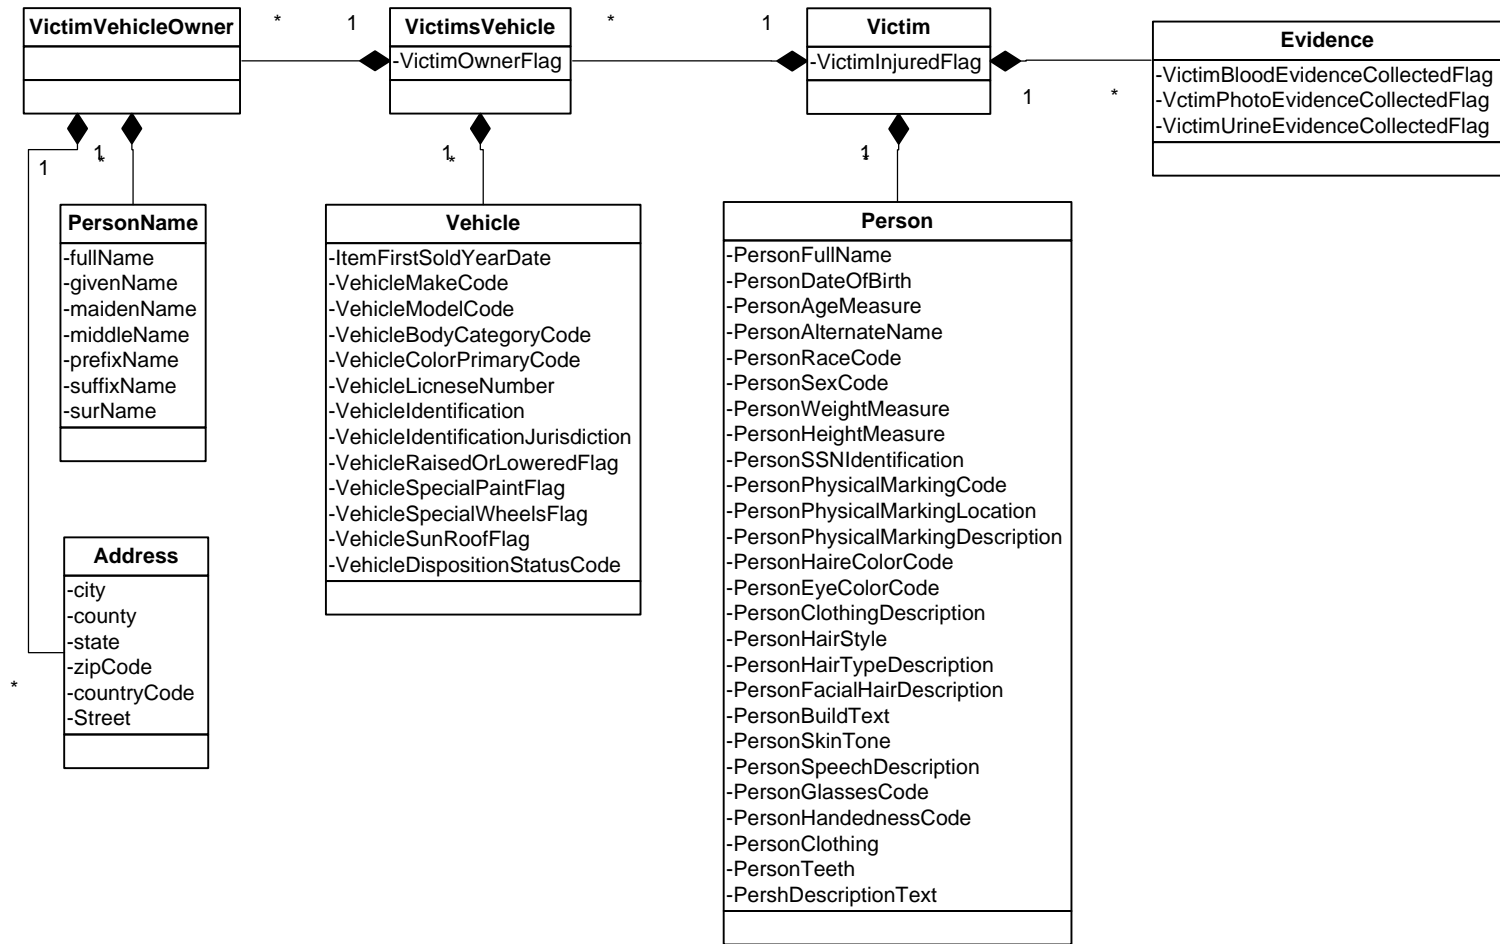 VictimVehicleOwner
*
1
VictimsVehicle
-VictimOwnerFlag
*
1
Victim
-VictimInjuredFlag
1
*
Evidence
-VictimBloodEvidenceCollectedFlag
-VctimPhotoEvidenceCollectedFlag
-VictimUrineEvidenceCollectedFlag
1
1
*
1
*
1
*
PersonName
-fullName
-givenName
-maidenName
-middleName
-prefixName
-suffixName
-surName
Address
-city
-county
-state
-zipCode
-countryCode
-Street
*
Vehicle
-ItemFirstSoldYearDate
-VehicleMakeCode
-VehicleModelCode
-VehicleBodyCategoryCode
-VehicleColorPrimaryCode
-VehicleLicneseNumber
-VehicleIdentification
-VehicleIdentificationJurisdiction
-VehicleRaisedOrLoweredFlag
-VehicleSpecialPaintFlag
-VehicleSpecialWheelsFlag
-VehicleSunRoofFlag
-VehicleDispositionStatusCode
Person
-PersonFullName
-PersonDateOfBirth
-PersonAgeMeasure
-PersonAlternateName
-PersonRaceCode
-PersonSexCode
-PersonWeightMeasure
-PersonHeightMeasure
-PersonSSNIdentification
-PersonPhysicalMarkingCode
-PersonPhysicalMarkingLocation
-PersonPhysicalMarkingDescription
-PersonHaireColorCode
-PersonEyeColorCode
-PersonClothingDescription
-PersonHairStyle
-PersonHairTypeDescription
-PersonFacialHairDescription
-PersonBuildText
-PersonSkinTone
-PersonSpeechDescription
-PersonGlassesCode
-PersonHandednessCode
-PersonClothing
-PersonTeeth
-PershDescriptionText